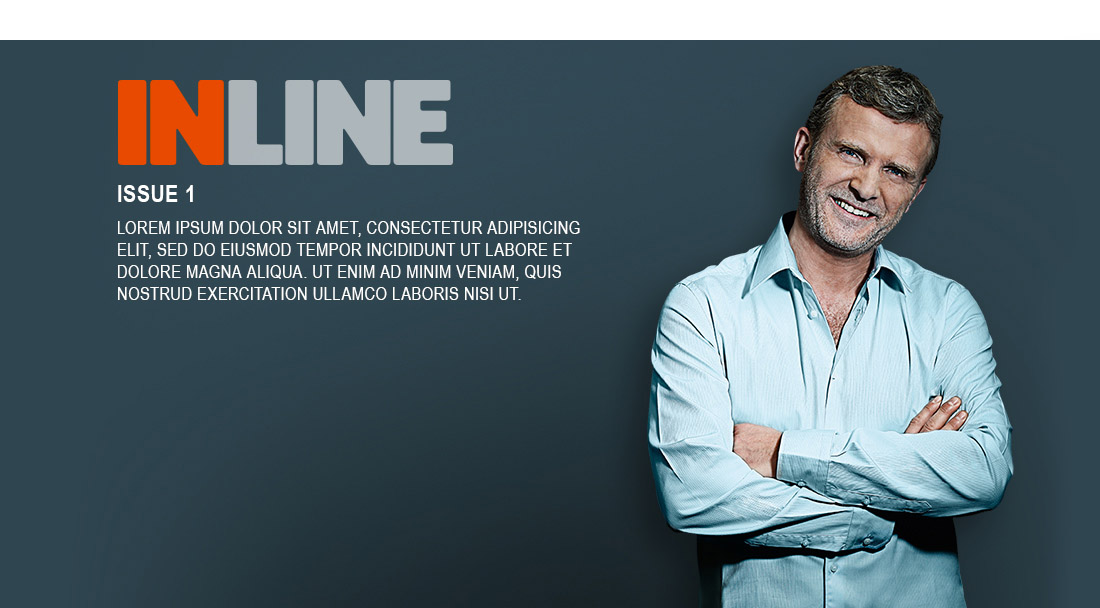 INLINE
ISSUE 1
LOREM IPSUM DOLOR SIT AMET, CONSECTETUR ADIPISICING
ELIT, SED DO EIUSMOD TEMPOR INCIDIDUNT UT LABORE ET
DOLORE MAGNA ALIQUA. UT ENIM AD MINIM VENIAM, QUIS
NOSTRUD EXERCITATION ULLAMCO LABORIS NISI UT.